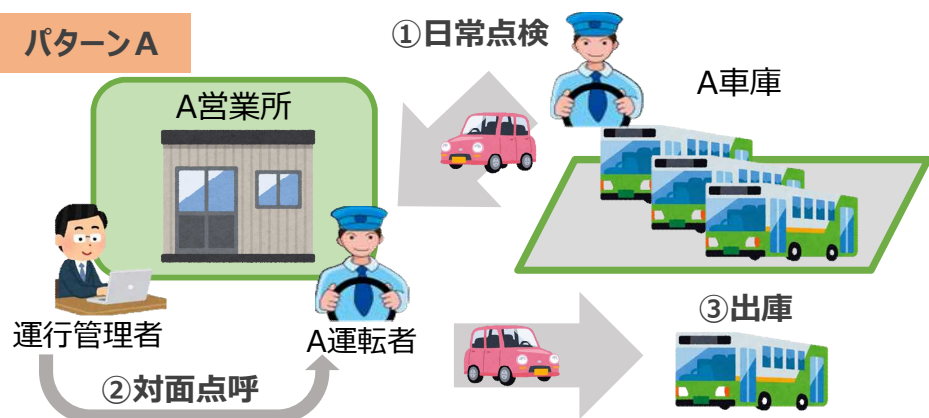 パターンA
①日常点検
A車庫
A営業所
運行管理者
A運転者
②対面点呼
③出庫